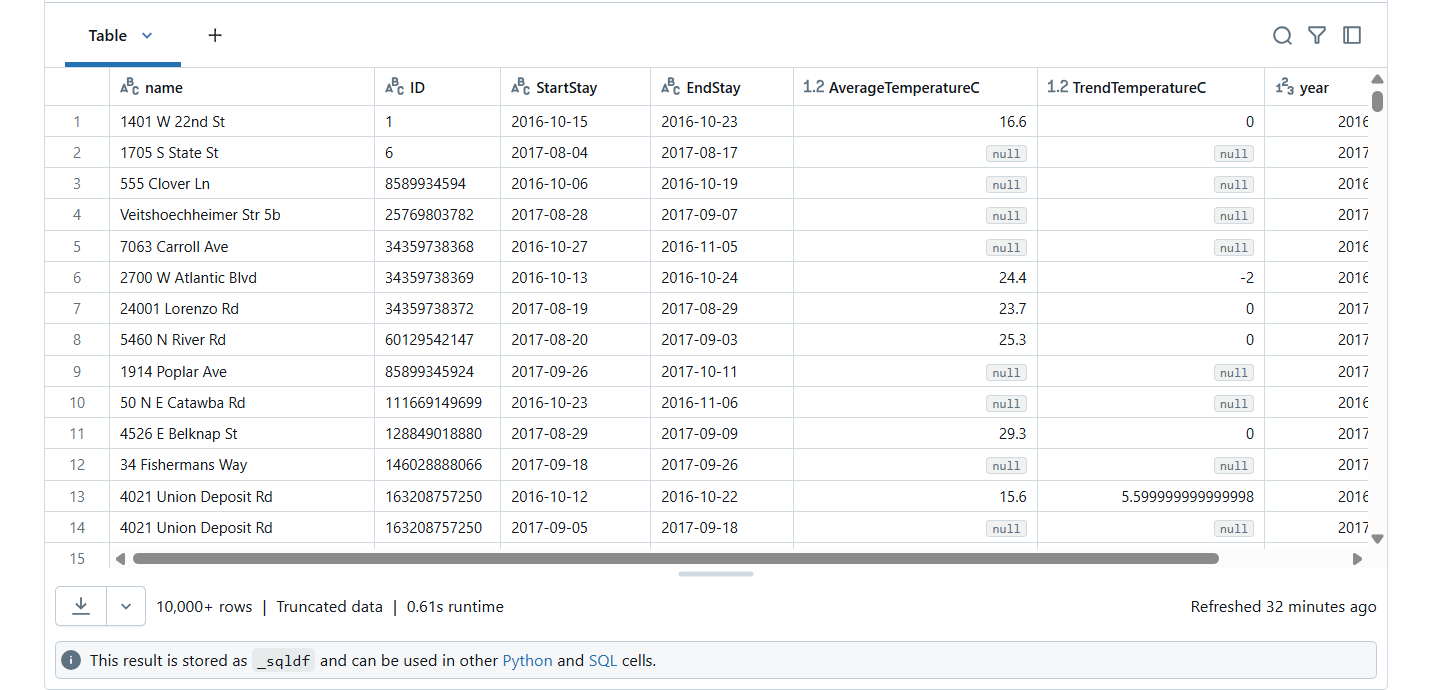 Table +
name ID StartStay EndStay 1.2 AverageTemperatureC 1.2 TrendTemperatureC year
1 1401 W 22nd St 1 2016-10-15 2016-10-23 16.6 0 2016
2 1705 S State St 6 2017-08-04 2017-08-17 null null 2017
3 555 Clover Ln 8589934594 2016-10-06 2016-10-19 null null 2016
4 Veitshoechheimer Str 5b 25769803782 2017-08-28 2017-09-07 null null 2017
5 7063 Carroll Ave 34359738368 2016-10-27 2016-11-05 null null 2016
6 2700 W Atlantic Blvd 34359738369 2016-10-13 2016-10-24 24.4 -2 2016
7 24001 Lorenzo Rd 34359738372 2017-08-19 2017-08-29 23.7 0 2017
8 5460 N River Rd 60129542147 2017-08-20 2017-09-03 25.3 0 2017
9 1914 Poplar Ave 85899345924 2017-09-26 2017-10-11 null null 2017
10 50 N E Catawba Rd 111669149699 2016-10-23 2016-11-06 null null 2016
11 4526 E Belknap St 128849018880 2017-08-29 2017-09-09 29.3 0 2017
12 34 Fishermans Way 146028888066 2017-09-18 2017-09-26 null null 2017
13 4021 Union Deposit Rd 163208757250 2016-10-12 2016-10-22 15.6 5.599999999999998 2016
14 4021 Union Deposit Rd 163208757250 2017-09-05 2017-09-18 null null 2017
15
10,000+ rows | Truncated data | 0.61s runtime Refreshed 32 minutes ago
This result is stored as _sqldf and can be used in other Python and SQL cells.